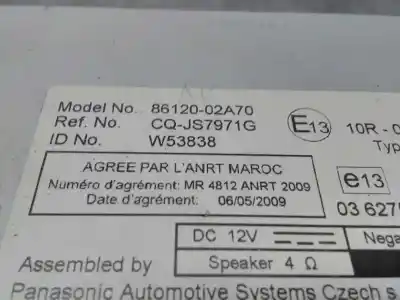 Model No. 86120-02A70
Ref. No. CQ-JS7971G
ID No. W53838
E13
10R-0
Typ
AGREE PAR L'ANRT MAROC
Numéro d'agrément: MR 4812 ANRT 2009
Date d'agrément: 06/05/2009
e13
03 627
DC 12V
Nega
Assembled by
Speaker 4 Ω
Panasonic Automotive Systems Czech s